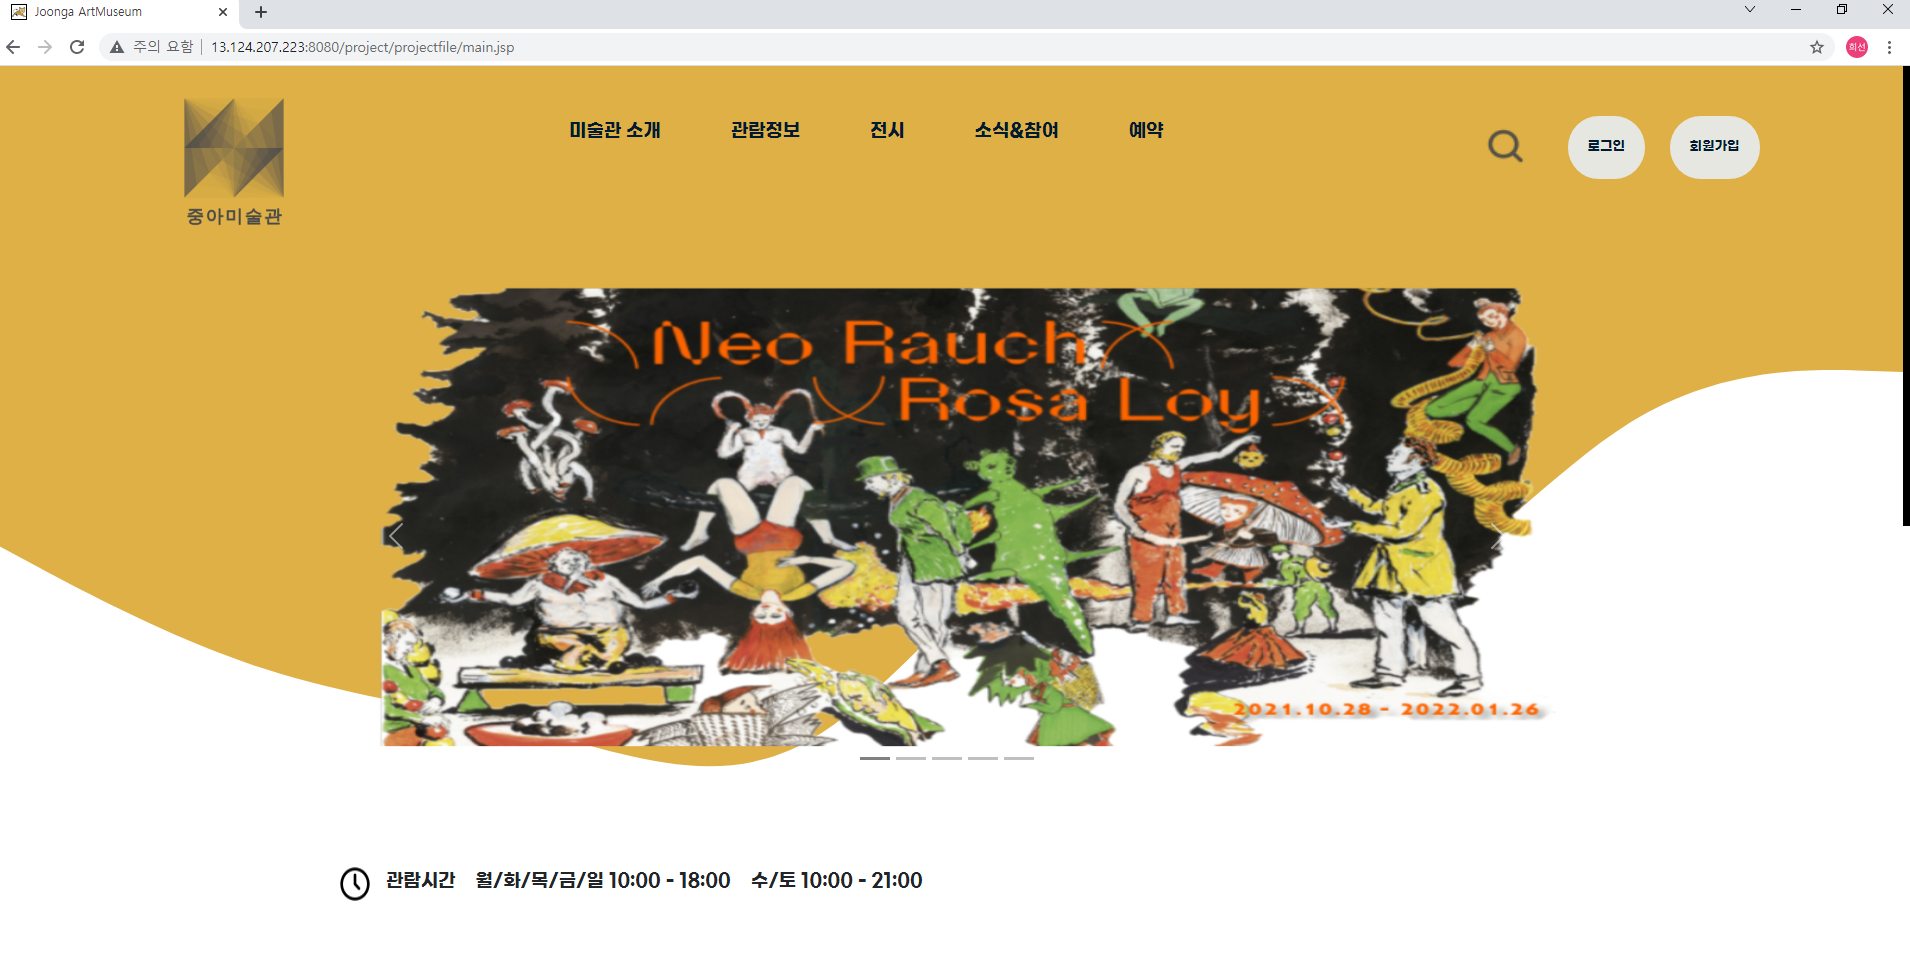 Joonga ArtMuseum
주의 요함 13.124.207.223:8080/project/projectfile/main.jsp
희선
중아미술관
미술관 소개 관람정보 전시 소식&참여 예약
로그인 회원가입
Neo Rauch
Rosa Loy
2021.10.28 - 2022.01.26
관람시간 월/화/목/금/일 10:00 - 18:00 수/토 10:00 - 21:00